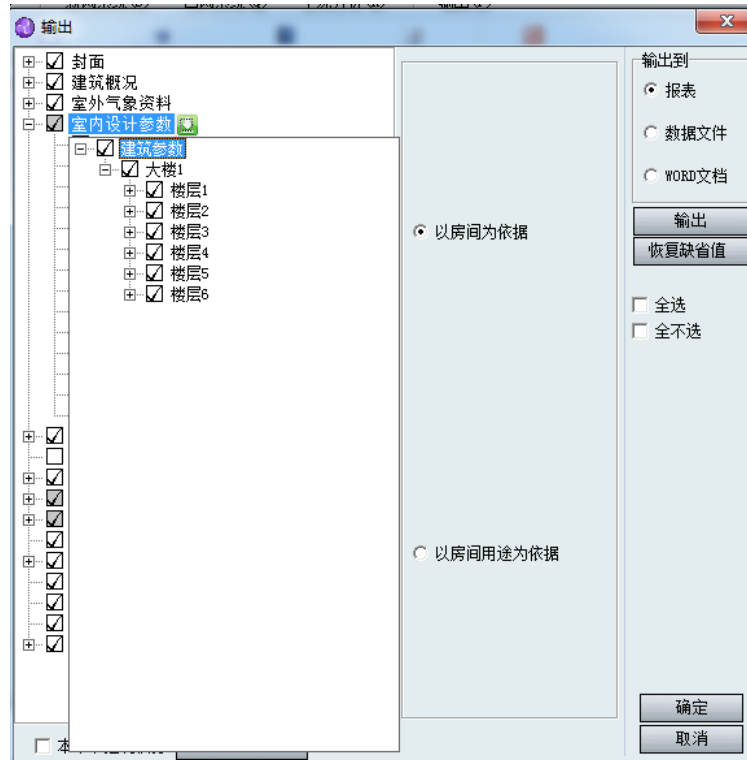 输出
封面
建筑概况
室外气象资料
室内设计参数
建筑参数
大楼1
楼层1
楼层2
楼层3
楼层4
楼层5
楼层6
以房间为依据
以房间用途为依据
输出到
报表
数据文件
WORD文档
输出
恢复缺省值
全选
全不选
确定
取消